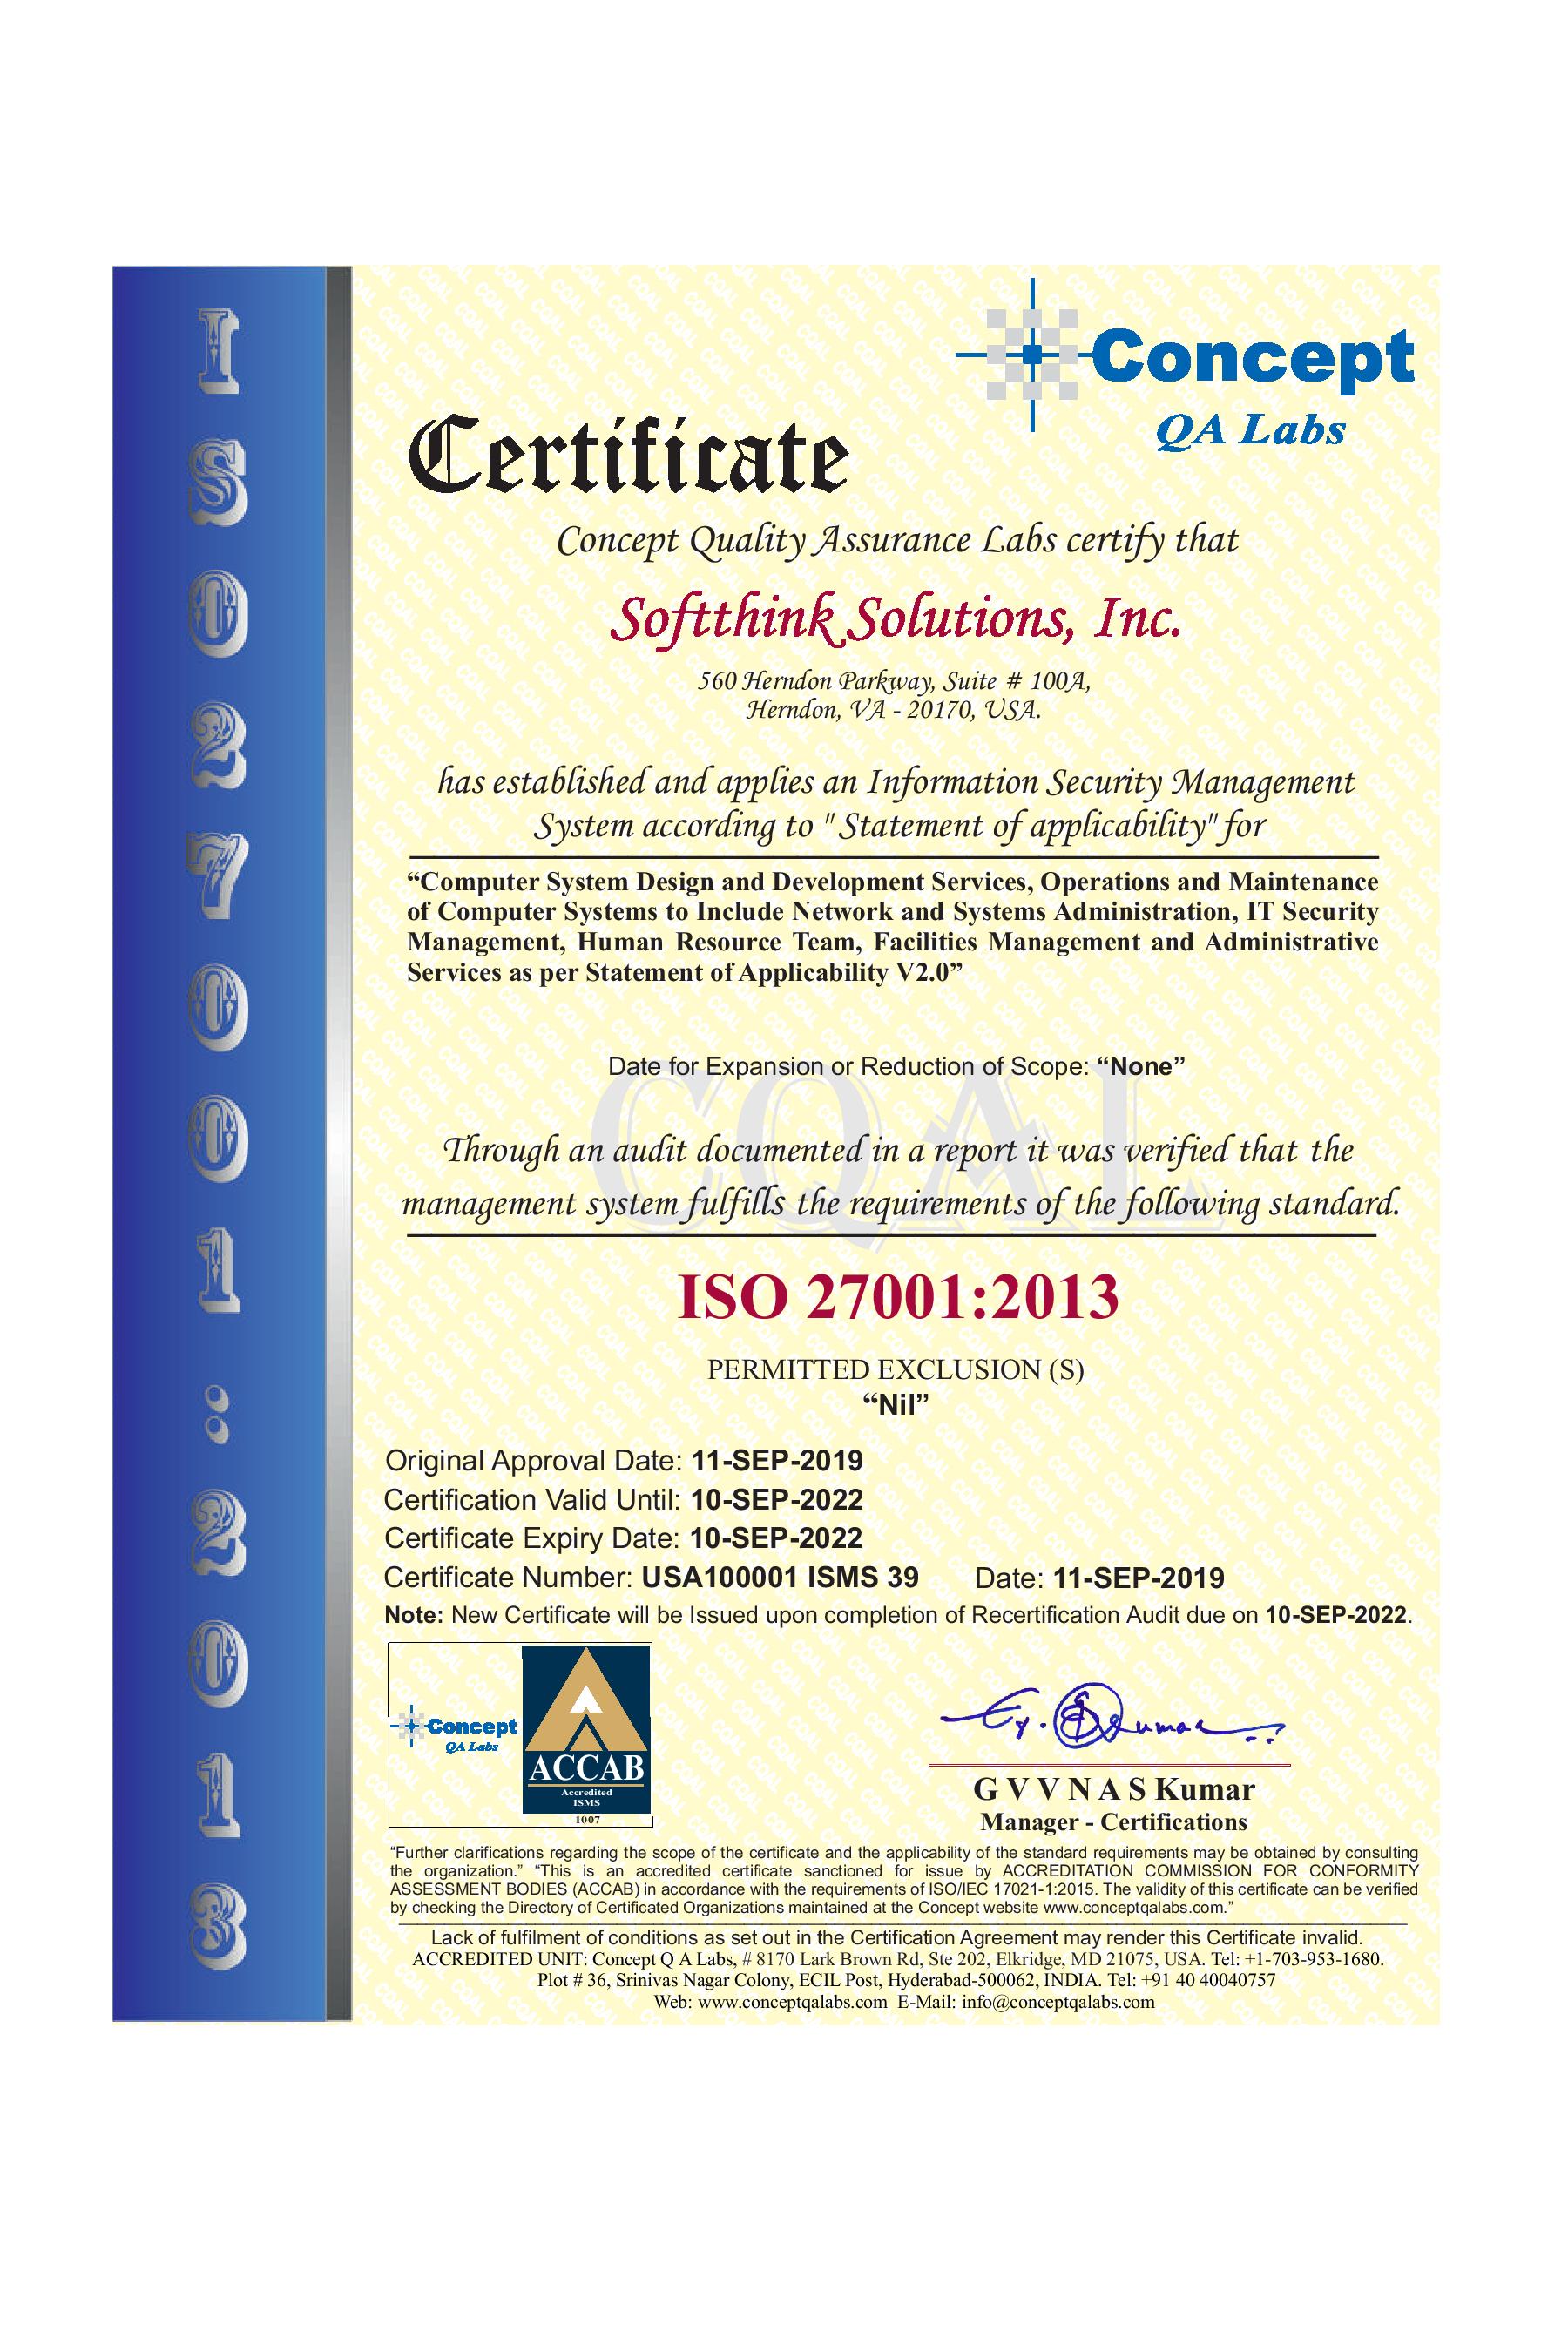 ISO27001:2013
Concept
QA Labs
Certificate
Concept Quality Assurance Labs certify that
Softthink Solutions, Inc.
560 Herndon Parkway, Suite # 100A,
Herndon, VA - 20170, USA.
has established and applies an Information Security Management
System according to " Statement of applicability" for
“Computer System Design and Development Services, Operations and Maintenance
of Computer Systems to Include Network and Systems Administration, IT Security
Management, Human Resource Team, Facilities Management and Administrative
Services as per Statement of Applicability V2.0”
CQAL
Date for Expansion or Reduction of Scope: “None”
Through an audit documented in a report it was verified that the
management system fulfills the requirements of the following standard.
ISO 27001:2013
PERMITTED EXCLUSION (S)
“Nil”
Original Approval Date: 11-SEP-2019
Certification Valid Until: 10-SEP-2022
Certificate Expiry Date: 10-SEP-2022
Certificate Number: USA100001 ISMS 39 Date: 11-SEP-2019
Note: New Certificate will be Issued upon completion of Recertification Audit due on 10-SEP-2022.
Concept
QA Labs
ACCAB
Accredited
ISMS
1007
G V V N A S Kumar
Manager - Certifications
“Further clarifications regarding the scope of the certificate and the applicability of the standard requirements may be obtained by consulting
the organization.” “This is an accredited certificate sanctioned for issue by ACCREDITATION COMMISSION FOR CONFORMITY
ASSESSMENT BODIES (ACCAB) in accordance with the requirements of ISO/IEC 17021-1:2015. The validity of this certificate can be verified
by checking the Directory of Certificated Organizations maintained at the Concept website www.conceptqalabs.com.”
Lack of fulfilment of conditions as set out in the Certification Agreement may render this Certificate invalid.
ACCREDITED UNIT: Concept Q A Labs, # 8170 Lark Brown Rd, Ste 202, Elkridge, MD 21075, USA. Tel: +1-703-953-1680.
Plot # 36, Srinivas Nagar Colony, ECIL Post, Hyderabad-500062, INDIA. Tel: +91 40 40040757
Web: www.conceptqalabs.com E-Mail: info@conceptqalabs.com